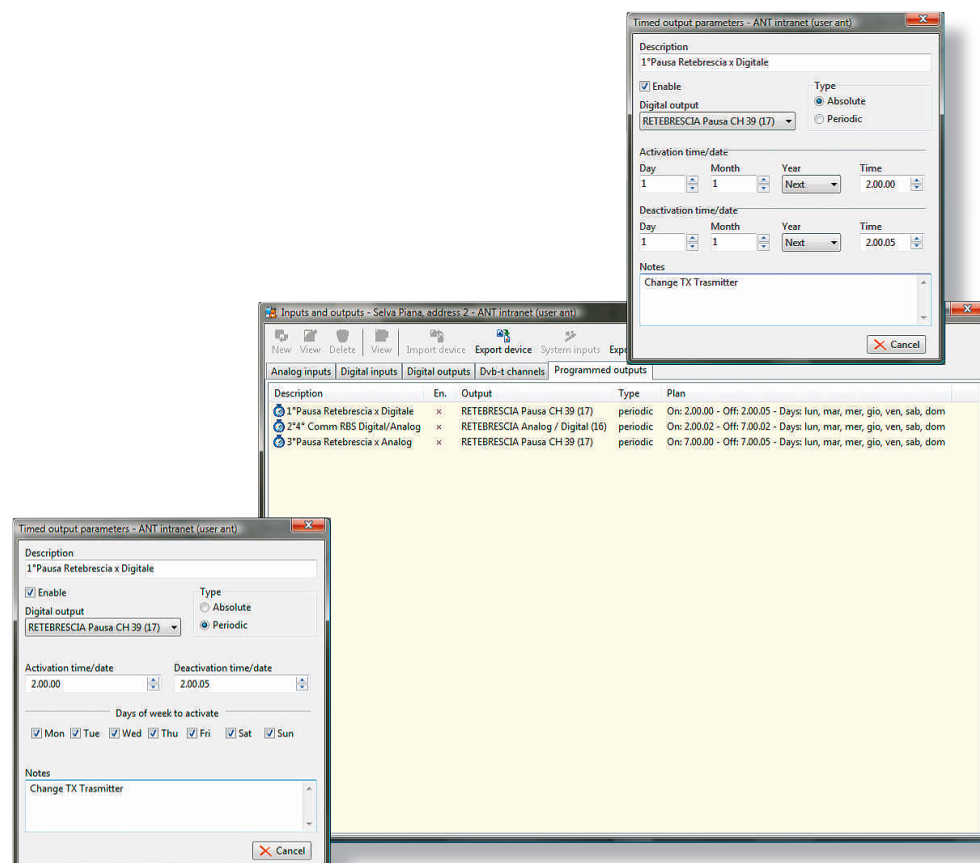 Timed output parameters - ANT intranet (user ant)
Description
1°Pausa Retebrescia x Digitale
Enable
Type
Absolute
Digital output
RETEBRESCIA Pausa CH 39 (17)
Periodic
Activation time/date
Day Month Year Time
1 1 Next 2.00.00
Deactivation time/date
Day Month Year Time
1 1 Next 2.00.05
Notes
Change TX Trasmitter
Cancel
Inputs and outputs - Selva Piana, address 2 - ANT intranet (user ant)
New View Delete View Import device Export device System inputs
Analog inputs Digital inputs Digital outputs Dvb-t channels Programmed outputs
Description En. Output Type Plan
1°Pausa Retebrescia x Digitale × RETEBRESCIA Pausa CH 39 (17) periodic On: 2.00.00 - Off: 2.00.05 - Days: lun, mar, mer, gio, ven, sab, dom
2°4° Comm RBS Digital/Analog × RETEBRESCIA Analog / Digital (16) periodic On: 2.00.02 - Off: 7.00.02 - Days: lun, mar, mer, gio, ven, sab, dom
3°Pausa Retebrescia x Analog × RETEBRESCIA Pausa CH 39 (17) periodic On: 7.00.00 - Off: 7.00.05 - Days: lun, mar, mer, gio, ven, sab, dom
Timed output parameters - ANT intranet (user ant)
Description
1°Pausa Retebrescia x Digitale
Enable
Type
Absolute
Digital output
RETEBRESCIA Pausa CH 39 (17)
Periodic
Activation time/date Deactivation time/date
2.00.00 2.00.05
Days of week to activate
Mon Tue Wed Thu Fri Sat Sun
Notes
Change TX Trasmitter
Cancel